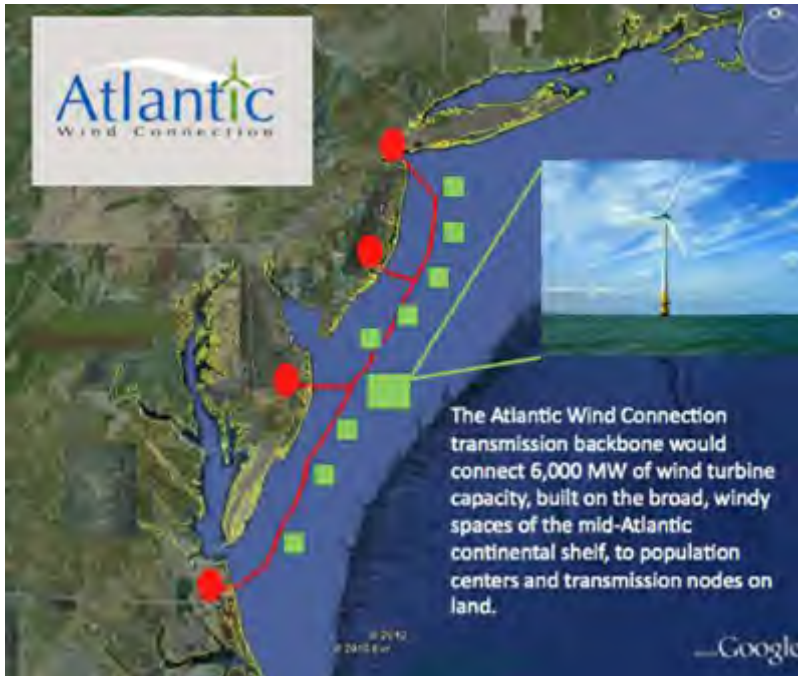 Atlantic
Wind Connection
The Atlantic Wind Connection
transmission backbone would
connect 6,000 MW of wind turbine
capacity, built on the broad, windy
spaces of the mid-Atlantic
continental shelf, to population
centers and transmission nodes on
land.
Google